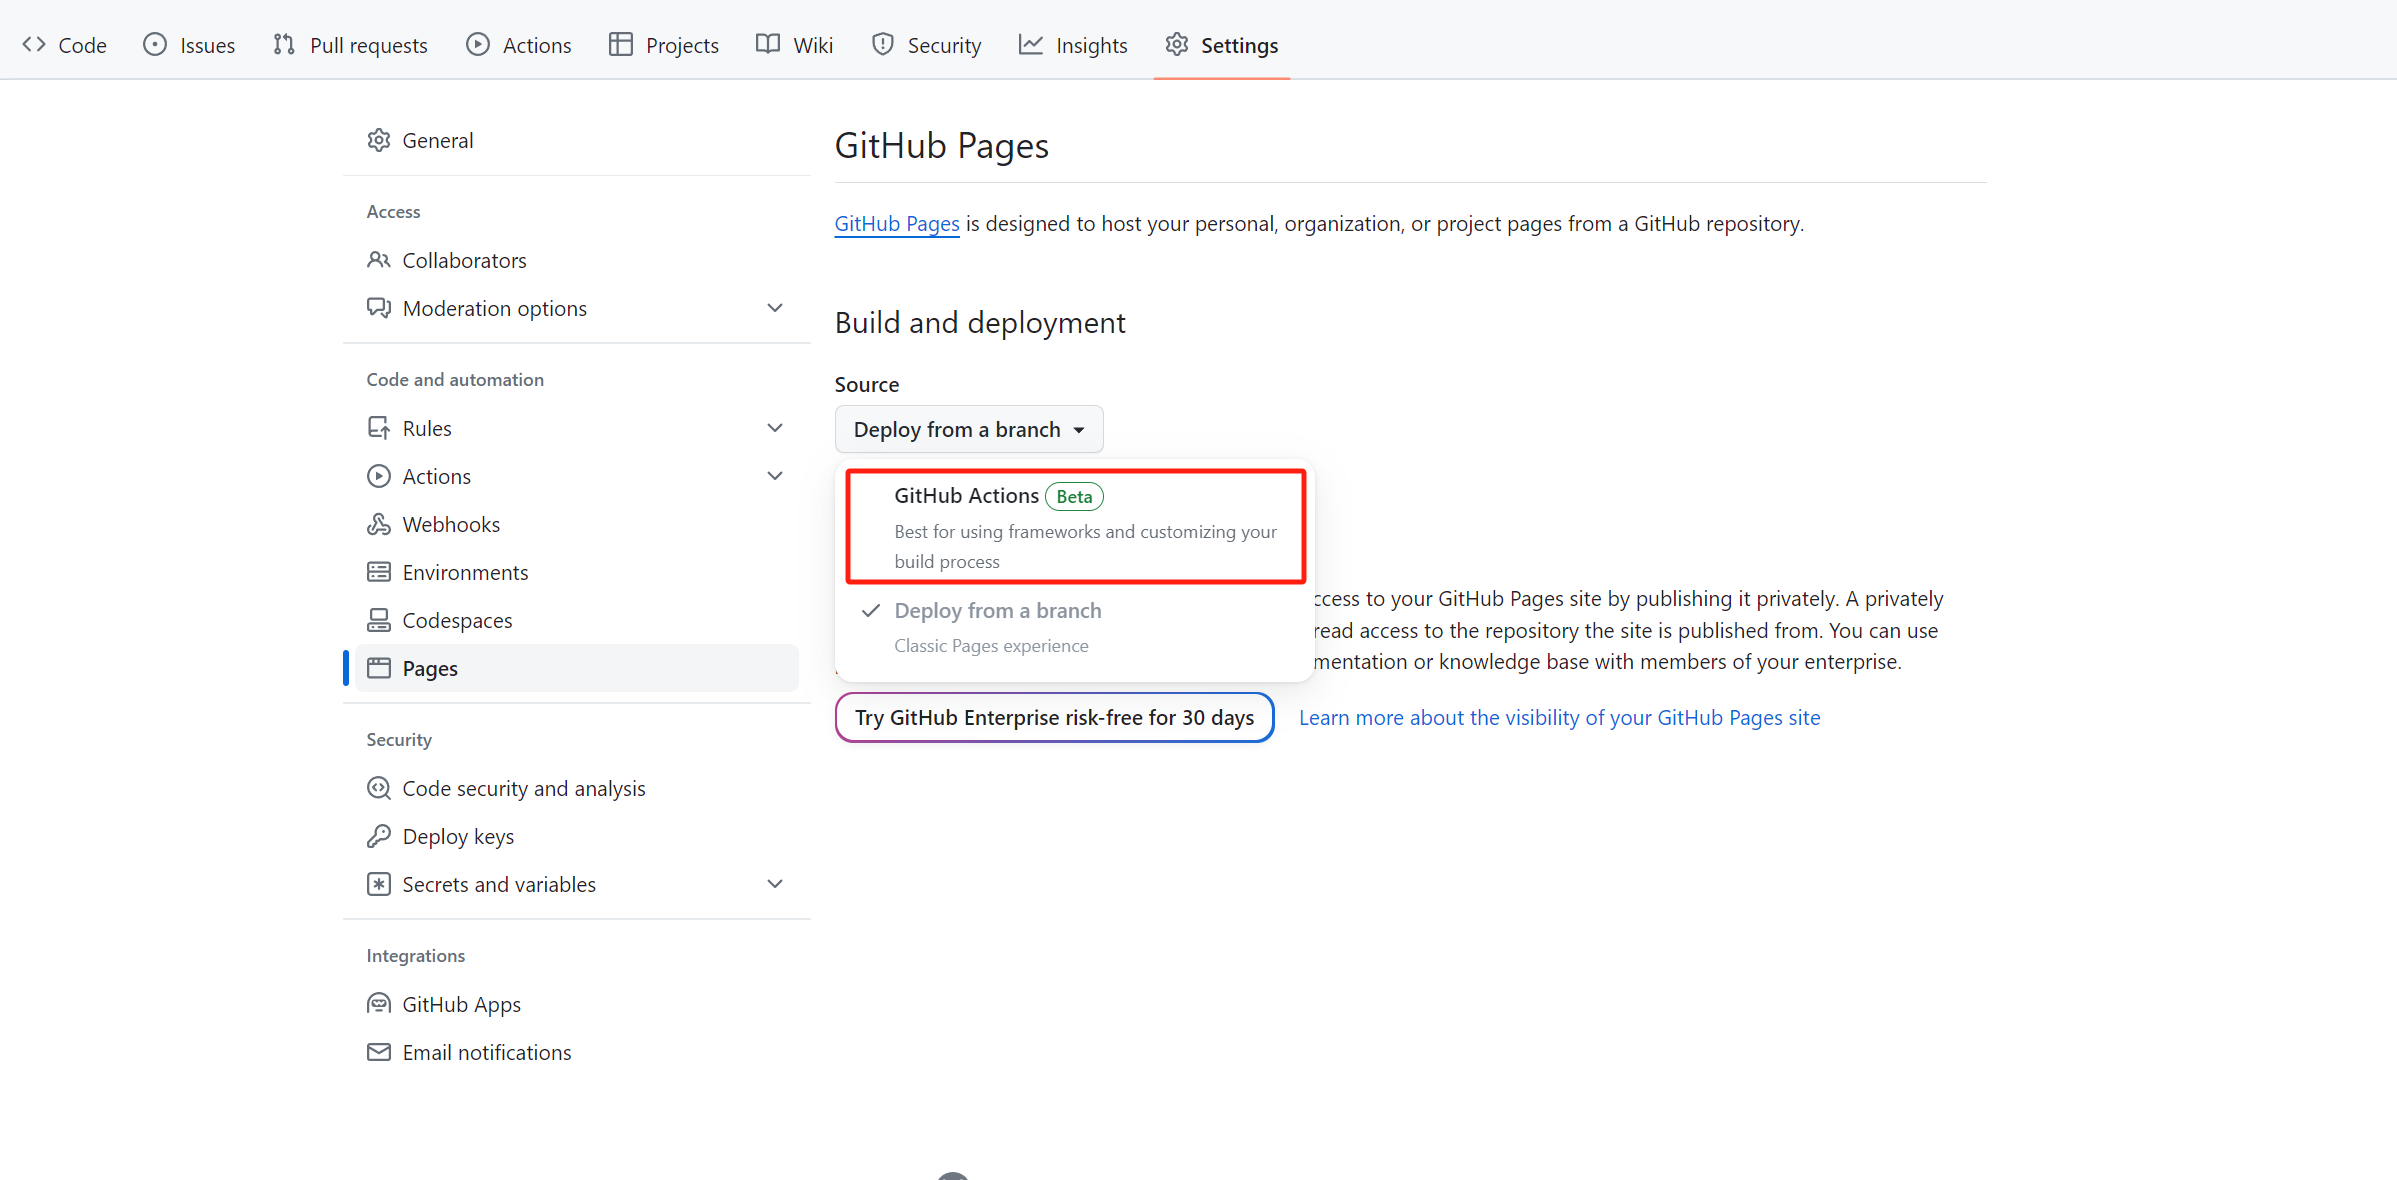 Code Issues Pull requests Actions Projects Wiki Security Insights Settings
General
Access
Collaborators
Moderation options
Code and automation
Rules
Actions
Webhooks
Environments
Codespaces
Pages
Security
Code security and analysis
Deploy keys
Secrets and variables
Integrations
GitHub Apps
Email notifications
GitHub Pages
GitHub Pages is designed to host your personal, organization, or project pages from a GitHub repository.
Build and deployment
Source
Deploy from a branch
GitHub Actions Beta
Best for using frameworks and customizing your
build process
Deploy from a branch
Classic Pages experience
to your GitHub Pages site by publishing it privately. A privately
read access to the repository the site is published from. You can use
or knowledge base with members of your enterprise.
Try GitHub Enterprise risk-free for 30 days Learn more about the visibility of your GitHub Pages site